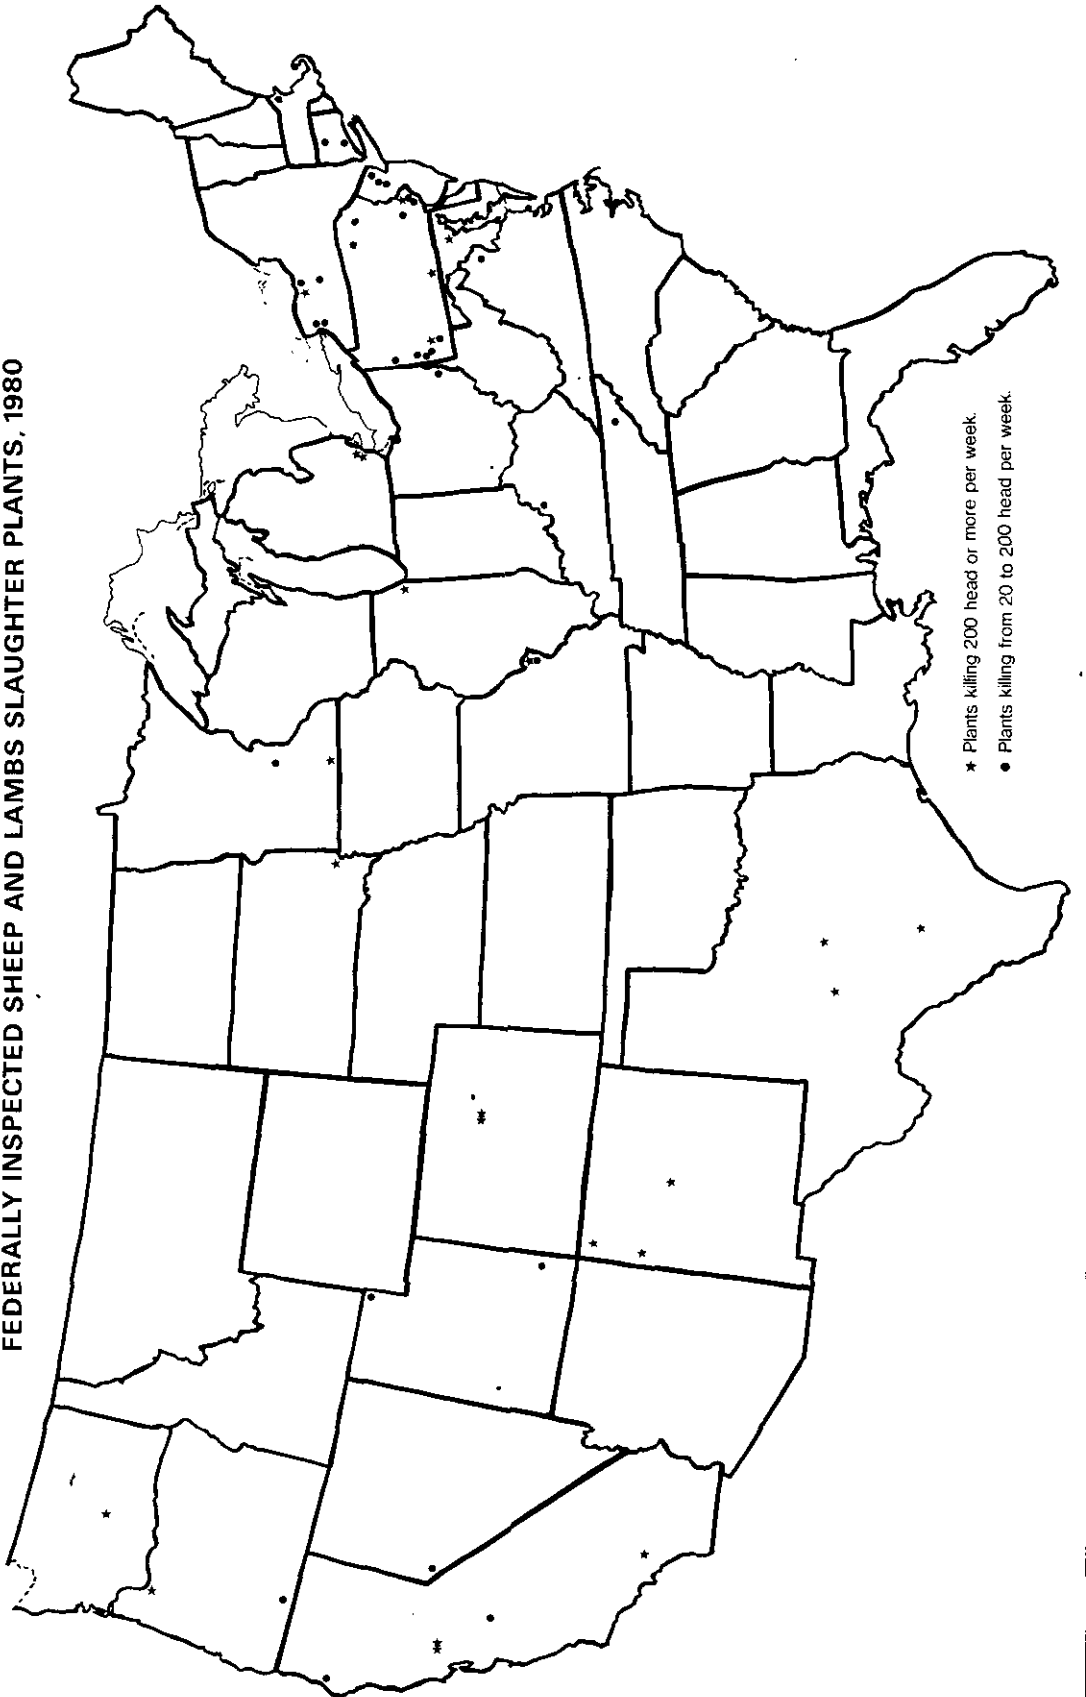 FEDERALLY INSPECTED SHEEP AND LAMBS SLAUGHTER PLANTS, 1980
★ Plants killing 200 head or more per week.
● Plants killing from 20 to 200 head per week.